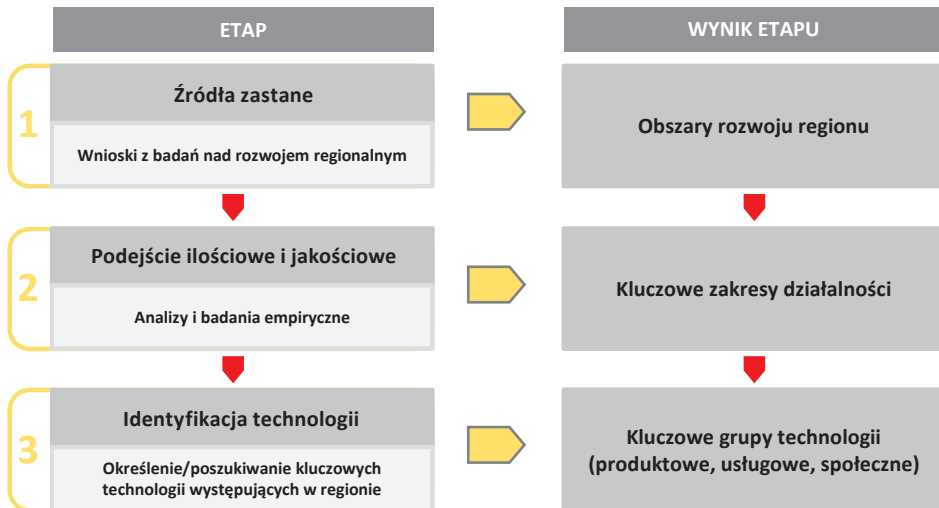 ETAP
WYNIK ETAPU
1
Źródła zastane
Wnioski z badań nad rozwojem regionalnym
Obszary rozwoju regionu
2
Podejście ilościowe i jakościowe
Analizy i badania empiryczne
Kluczowe zakresy działalności
3
Identyfikacja technologii
Określenie/poszukiwanie kluczowych
technologii występujących w regionie
Kluczowe grupy technologii
(produktowe, usługowe, społeczne)